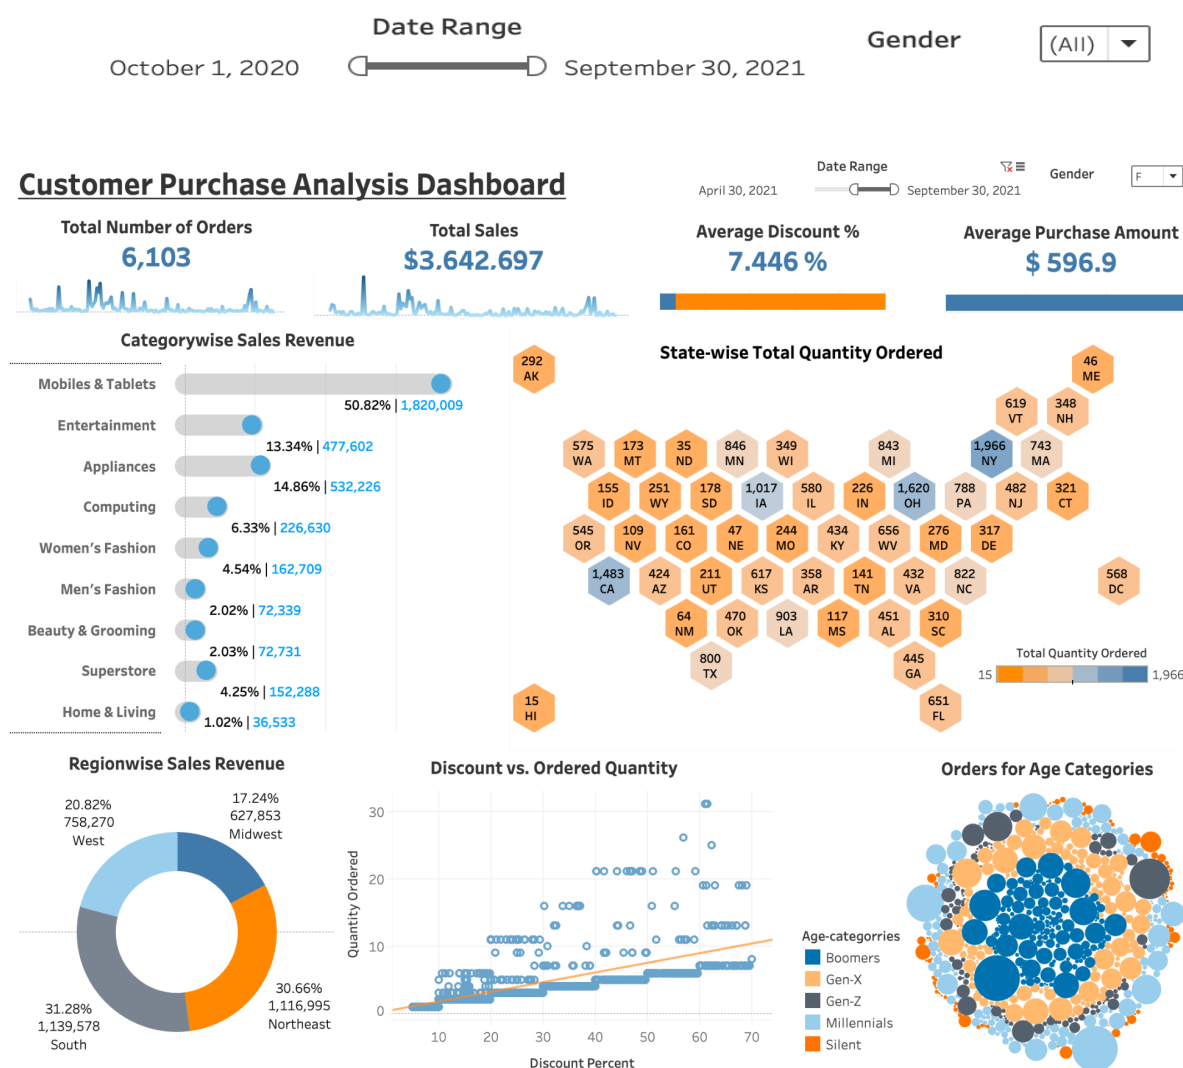 Date Range
Gender
(All)
October 1, 2020
September 30, 2021
Customer Purchase Analysis Dashboard
Date Range
April 30, 2021
September 30, 2021
Gender
F
Total Number of Orders
6,103
Total Sales
$3,642,697
Average Discount %
7.446 %
Average Purchase Amount
$ 596.9
Categorywise Sales Revenue
Mobiles & Tablets
50.82% | 1,820,009
Entertainment
13.34% | 477,602
Appliances
14.86% | 532,226
Computing
6.33% | 226,630
Women's Fashion
4.54% | 162,709
Men's Fashion
2.02% | 72,339
Beauty & Grooming
2.03% | 72,731
Superstore
4.25% | 152,288
Home & Living
1.02% | 36,533
State-wise Total Quantity Ordered
292
AK
46
ME
619
VT
348
NH
575
WA
173
MT
35
ND
846
MN
349
WI
843
MI
1,966
NY
743
MA
155
ID
251
WY
178
SD
1,017
IA
580
IL
226
IN
1,620
OH
788
PA
482
NJ
321
CT
545
OR
109
NV
161
CO
47
NE
244
MO
434
KY
656
WV
276
MD
317
DE
1,483
CA
424
AZ
211
UT
617
KS
358
AR
141
TN
432
VA
822
NC
568
DC
64
NM
470
OK
903
LA
117
MS
451
AL
310
SC
800
TX
445
GA
15
HI
651
FL
Total Quantity Ordered
15
1,966
Regionwise Sales Revenue
20.82%
758,270
West
17.24%
627,853
Midwest
31.28%
1,139,578
South
30.66%
1,116,995
Northeast
Discount vs. Ordered Quantity
Quantity Ordered
30
20
10
0
10
20
30
40
50
60
70
Discount Percent
Orders for Age Categories
Age-categorries
Boomers
Gen-X
Gen-Z
Millennials
Silent